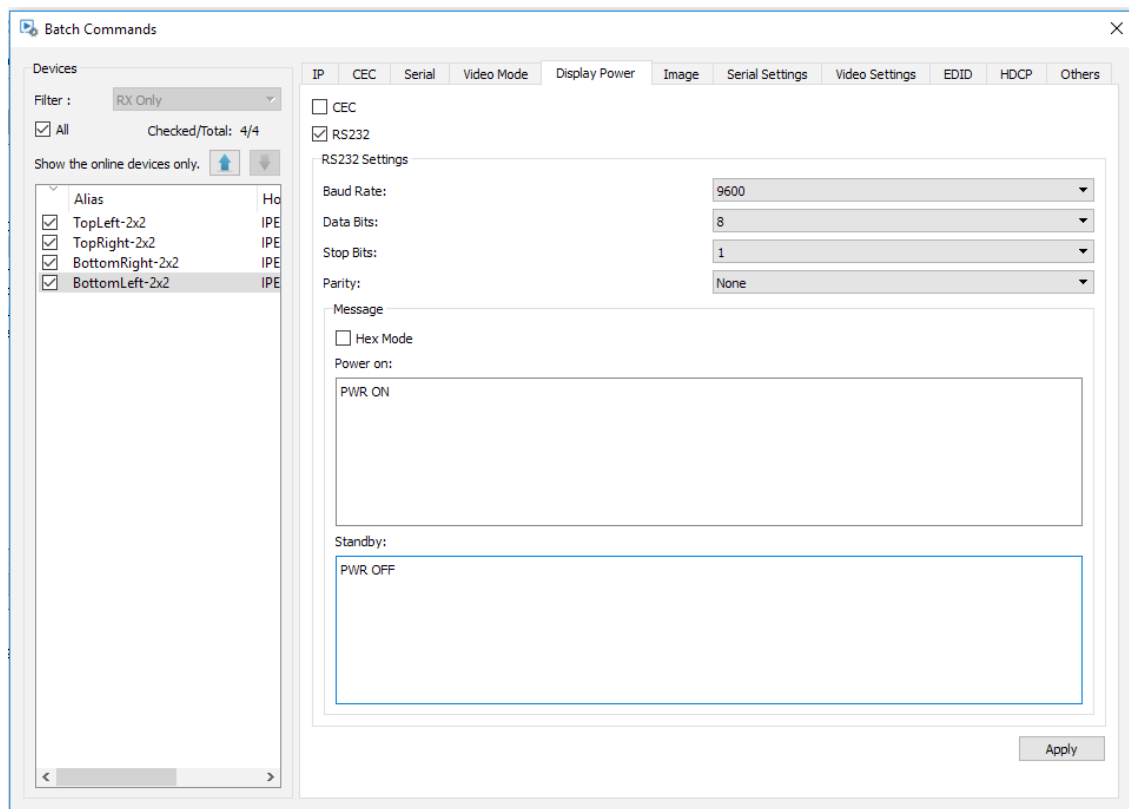 Batch Commands
Devices
Filter : RX Only
All Checked/Total: 4/4
Show the online devices only.
Alias Ho
TopLeft-2x2 IPE
TopRight-2x2 IPE
BottomRight-2x2 IPE
BottomLeft-2x2 IPE
IP CEC Serial Video Mode Display Power Image Serial Settings Video Settings EDID HDCP Others
CEC
RS232
RS232 Settings
Baud Rate: 9600
Data Bits: 8
Stop Bits: 1
Parity: None
Message
Hex Mode
Power on:
PWR ON
Standby:
PWR OFF
Apply